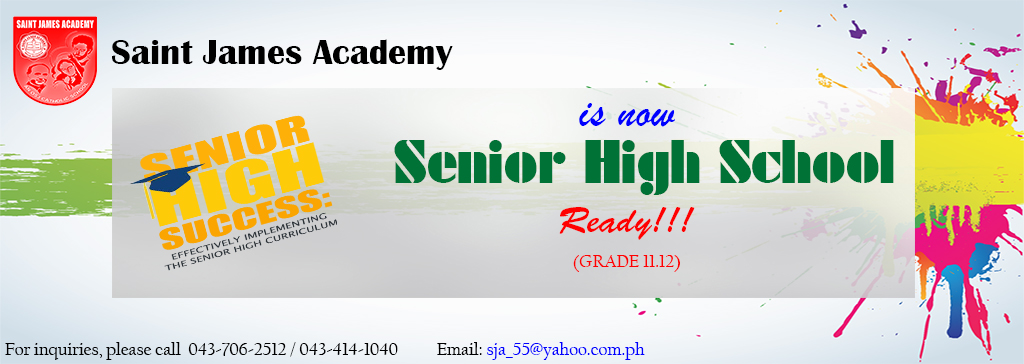 SAINT JAMES ACADEMY
Saint James Academy
is now
Senior High School
Ready!!!
(GRADE 11.12)
SENIOR
HIGH
SUCCESS:
EFFECTIVELY IMPLEMENTING
THE SENIOR HIGH CURRICULUM
For inquiries, please call 043-706-2512 / 043-414-1040 Email: sja_55@yahoo.com.ph